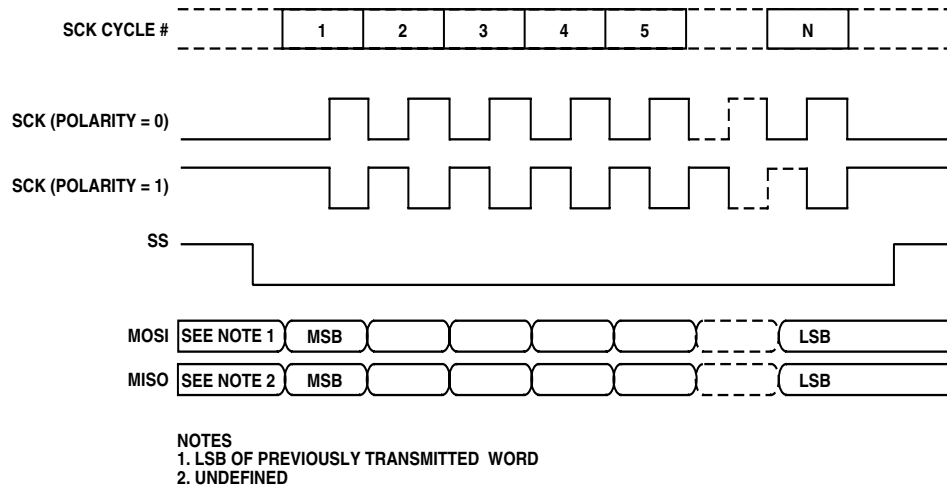 SCK CYCLE # 1 2 3 4 5 N
SCK (POLARITY = 0)
SCK (POLARITY = 1)
SS
MOSI SEE NOTE 1 MSB LSB
MISO SEE NOTE 2 MSB LSB
NOTES
1. LSB OF PREVIOUSLY TRANSMITTED WORD
2. UNDEFINED